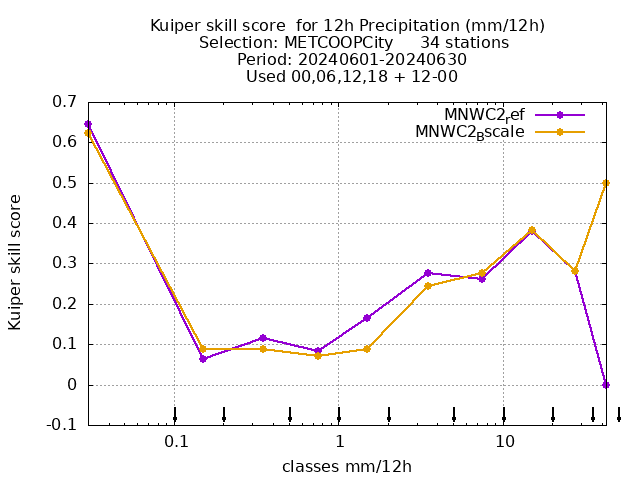 Kuiper skill score  for 12h Precipitation (mm/12h)
Selection: METCOOPCity     34 stations
Period: 20240601-20240630
Used 00,06,12,18 + 12-00
MNWC2ref
MNWC2Bscale
0.7
0.6
0.5
0.4
0.3
0.2
0.1
0
-0.1
Kuiper skill score
0.1
1
10
classes mm/12h